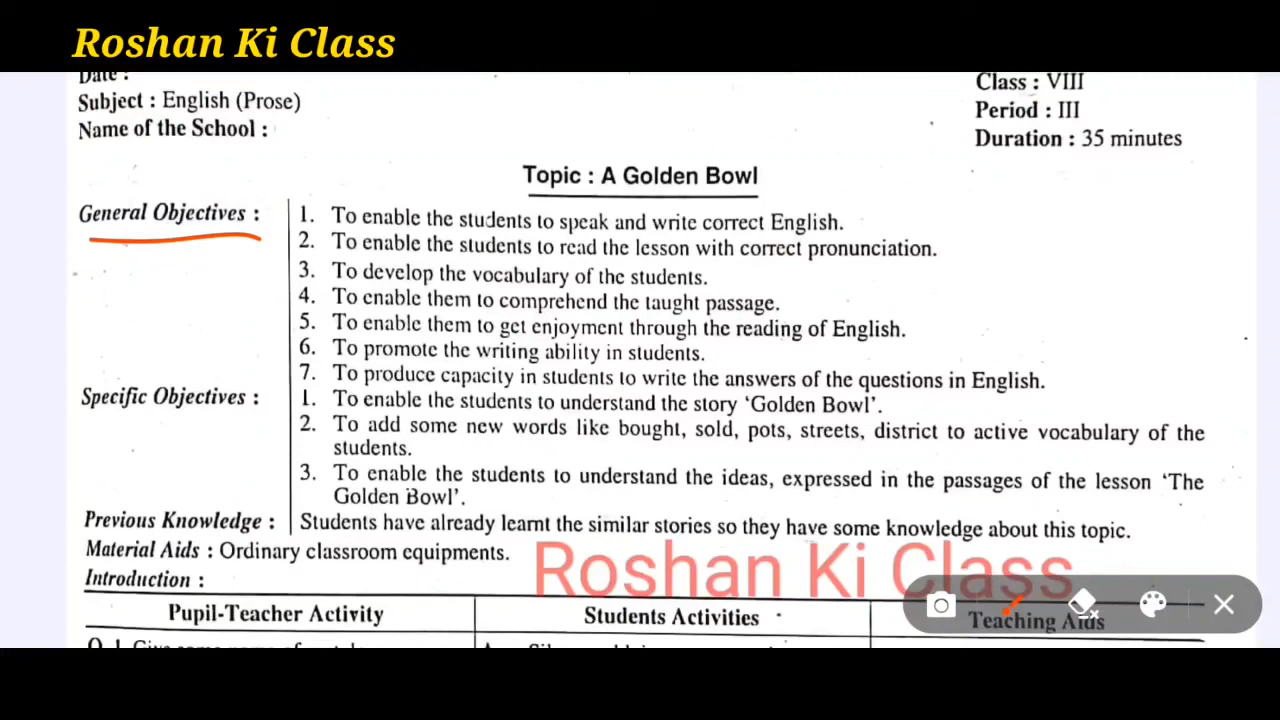 Roshan Ki Class
Date :
Class : VIII
Subject : English (Prose)
Period : III
Name of the School :
Duration : 35 minutes
Topic : A Golden Bowl
General Objectives :
1. To enable the students to speak and write correct English.
2. To enable the students to read the lesson with correct pronunciation.
3. To develop the vocabulary of the students.
4. To enable them to comprehend the taught passage.
5. To enable them to get enjoyment through the reading of English.
6. To promote the writing ability in students.
7. To produce capacity in students to write the answers of the questions in English.
Specific Objectives :
1. To enable the students to understand the story ‘Golden Bowl’.
2. To add some new words like bought, sold, pots, streets, district to active vocabulary of the
students.
3. To enable the students to understand the ideas, expressed in the passages of the lesson ‘The
Golden Bowl’.
Previous Knowledge : Students have already learnt the similar stories so they have some knowledge about this topic.
Material Aids : Ordinary classroom equipments.
Roshan Ki Class
Introduction :
Pupil-Teacher Activity
Students Activities
Teaching Aids